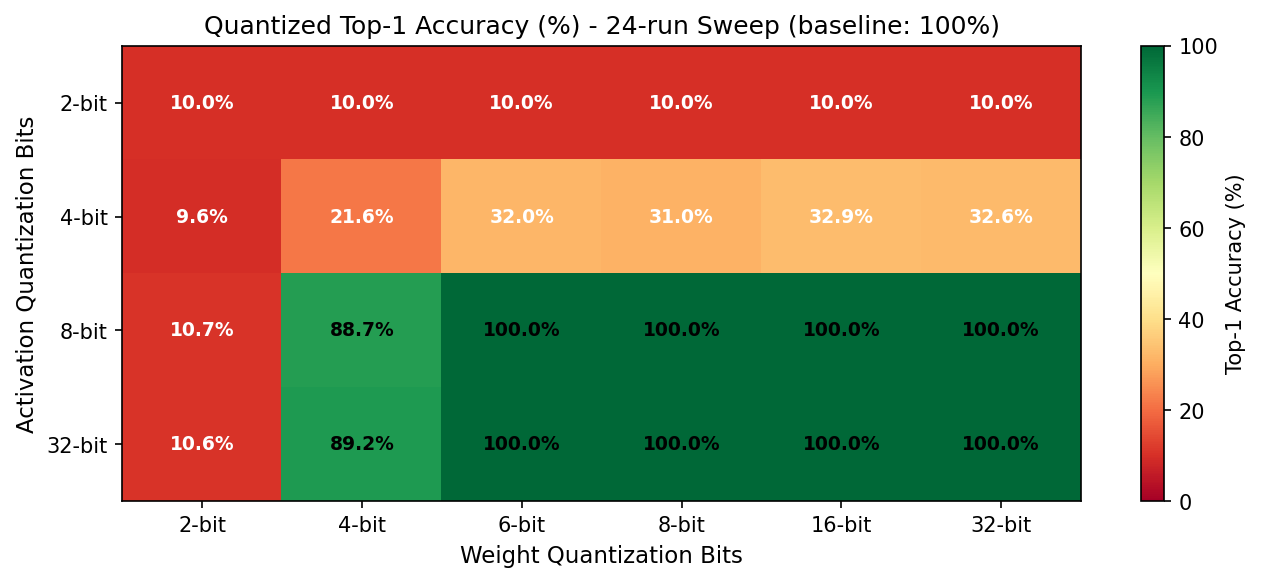 Quantized Top-1 Accuracy (%) - 24-run Sweep (baseline: 100%)
Activation Quantization Bits
2-bit 10.0% 10.0% 10.0% 10.0% 10.0% 10.0%
4-bit 9.6% 21.6% 32.0% 31.0% 32.9% 32.6%
8-bit 10.7% 88.7% 100.0% 100.0% 100.0% 100.0%
32-bit 10.6% 89.2% 100.0% 100.0% 100.0% 100.0%
2-bit 4-bit 6-bit 8-bit 16-bit 32-bit
Weight Quantization Bits
100
80
60
40
20
0
Top-1 Accuracy (%)